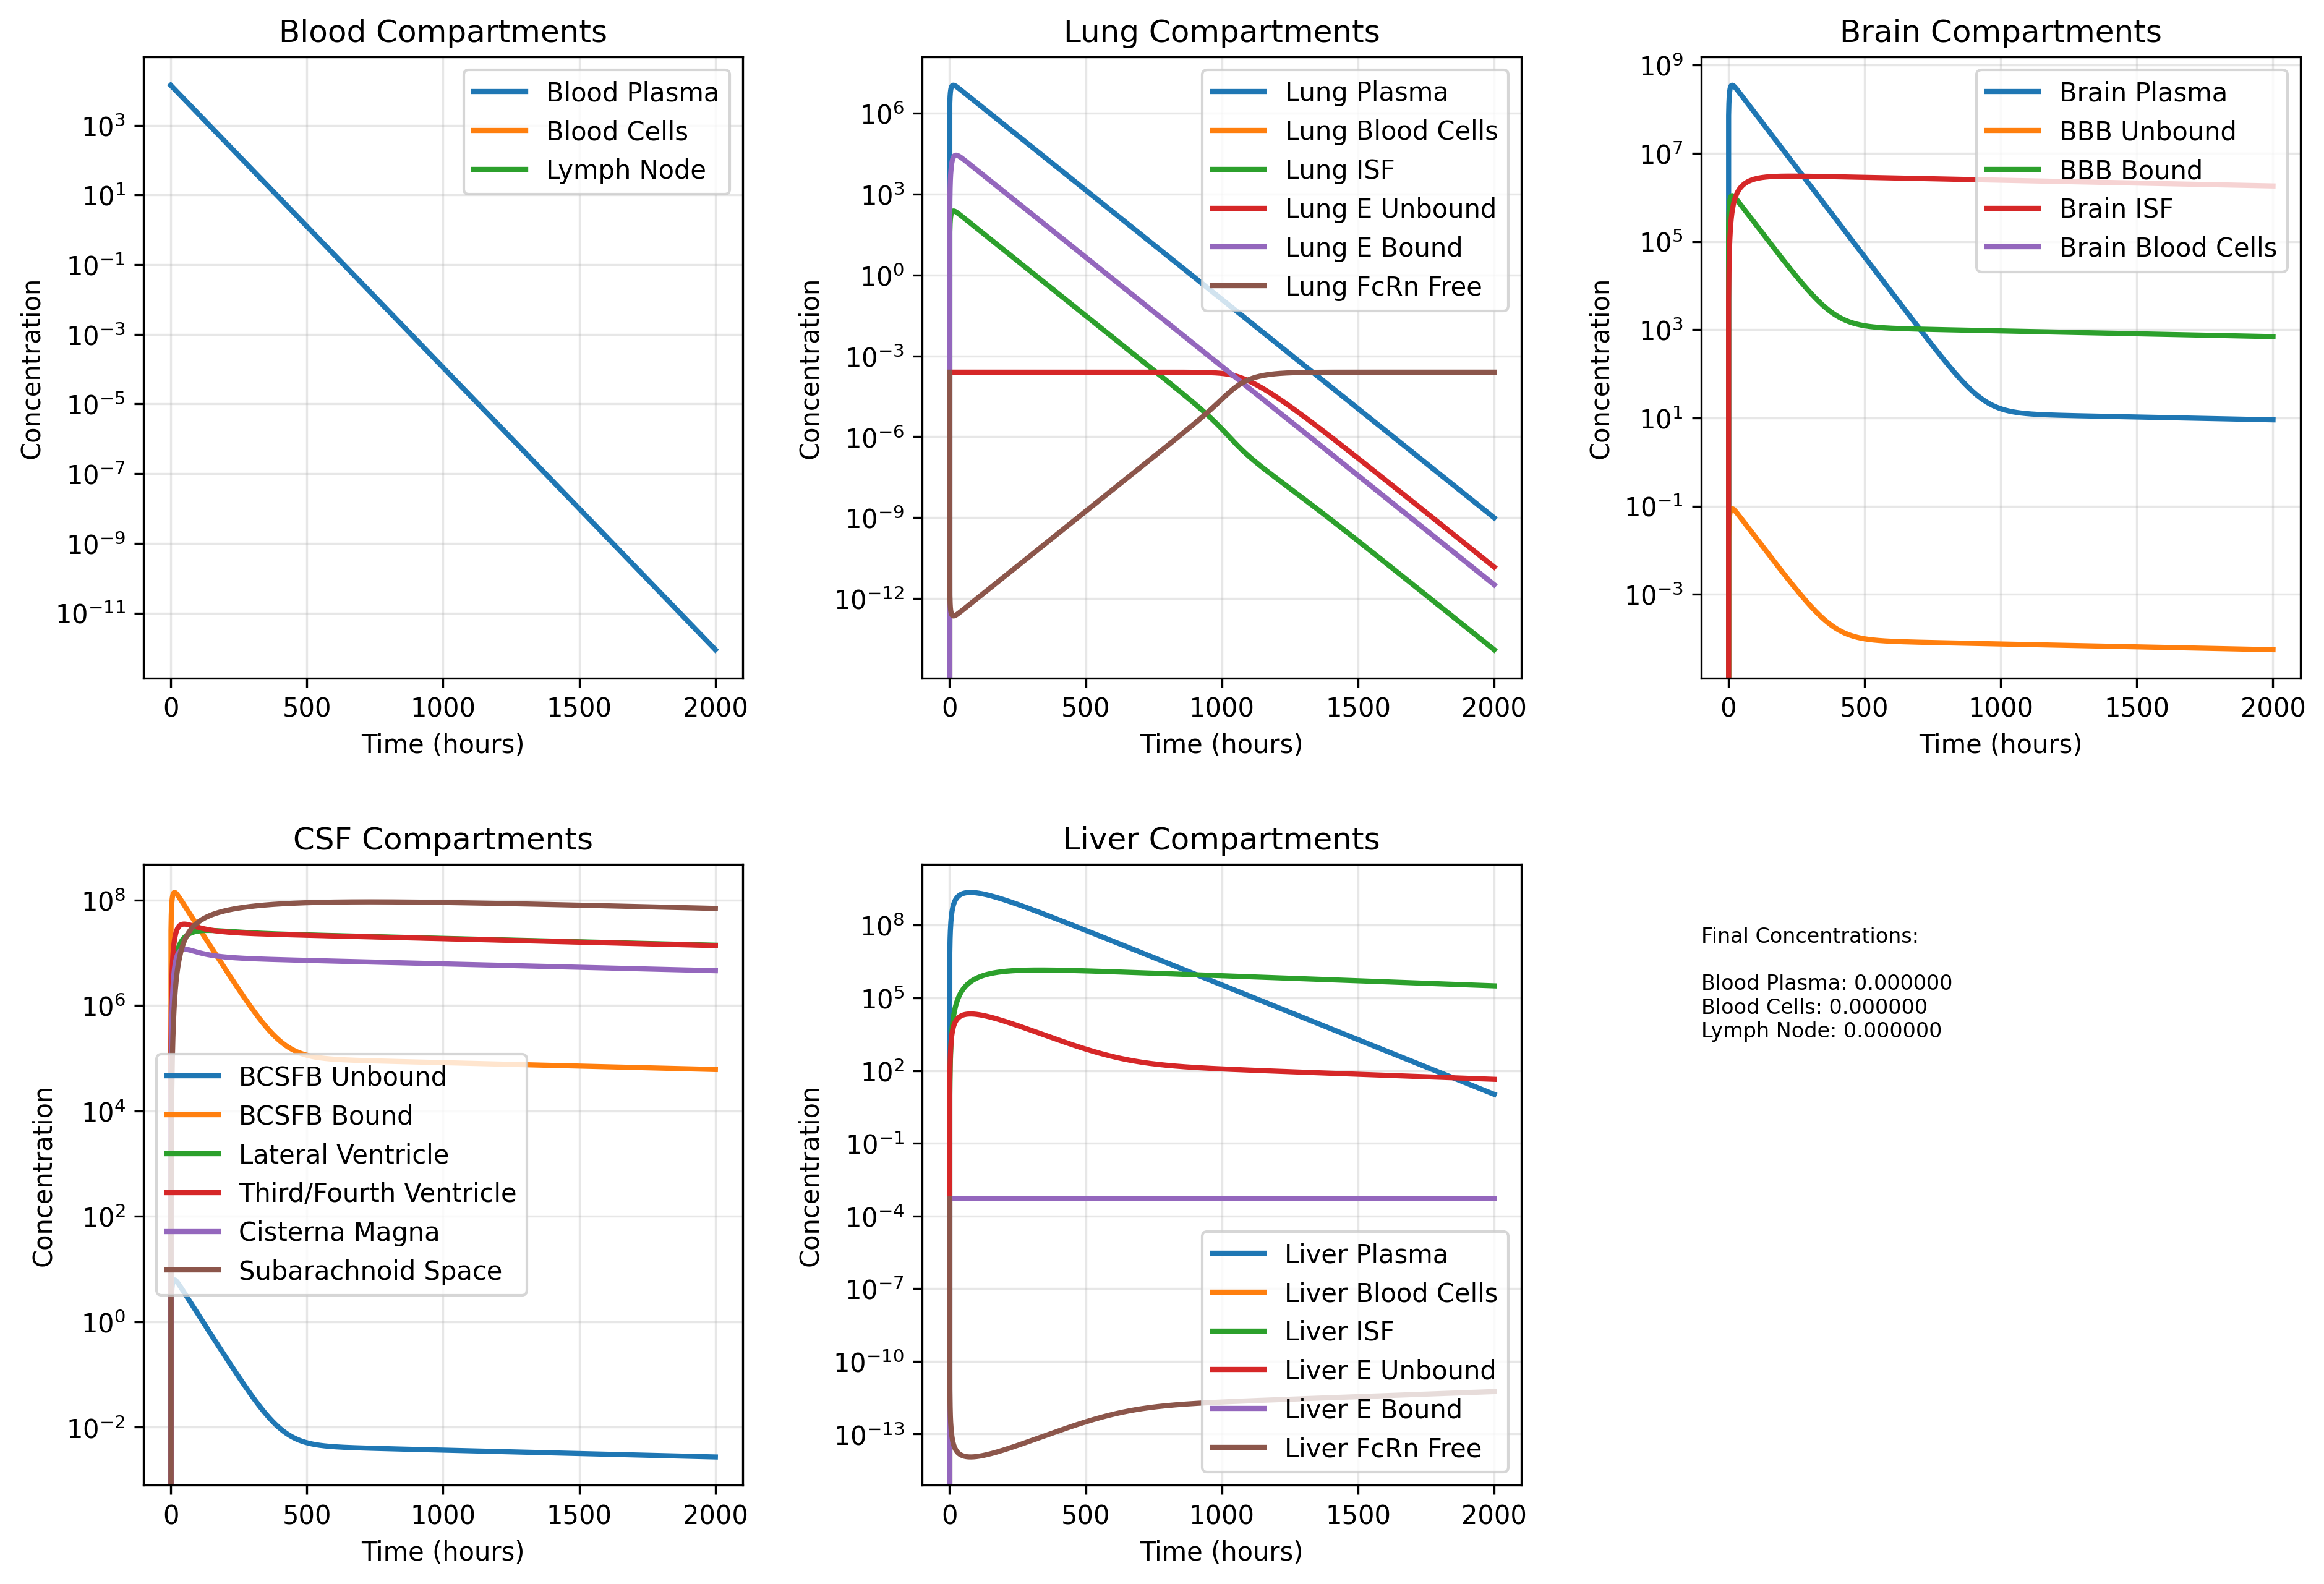 Blood Compartments
Concentration
10³
10¹
10⁻¹
10⁻³
10⁻⁵
10⁻⁷
10⁻⁹
10⁻¹¹
Blood Plasma
Blood Cells
Lymph Node
0 500 1000 1500 2000
Time (hours)
Lung Compartments
Concentration
10⁶
10³
10⁰
10⁻³
10⁻⁶
10⁻⁹
10⁻¹²
Lung Plasma
Lung Blood Cells
Lung ISF
Lung E Unbound
Lung E Bound
Lung FcRn Free
0 500 1000 1500 2000
Time (hours)
Brain Compartments
Concentration
10⁹
10⁷
10⁵
10³
10¹
10⁻¹
10⁻³
Brain Plasma
BBB Unbound
BBB Bound
Brain ISF
Brain Blood Cells
0 500 1000 1500 2000
Time (hours)
CSF Compartments
Concentration
10⁸
10⁶
10⁴
10²
10⁰
10⁻²
BCSFB Unbound
BCSFB Bound
Lateral Ventricle
Third/Fourth Ventricle
Cisterna Magna
Subarachnoid Space
0 500 1000 1500 2000
Time (hours)
Liver Compartments
Concentration
10⁸
10⁵
10²
10⁻¹
10⁻⁴
10⁻⁷
10⁻¹⁰
10⁻¹³
Liver Plasma
Liver Blood Cells
Liver ISF
Liver E Unbound
Liver E Bound
Liver FcRn Free
0 500 1000 1500 2000
Time (hours)
Final Concentrations:
Blood Plasma: 0.000000
Blood Cells: 0.000000
Lymph Node: 0.000000